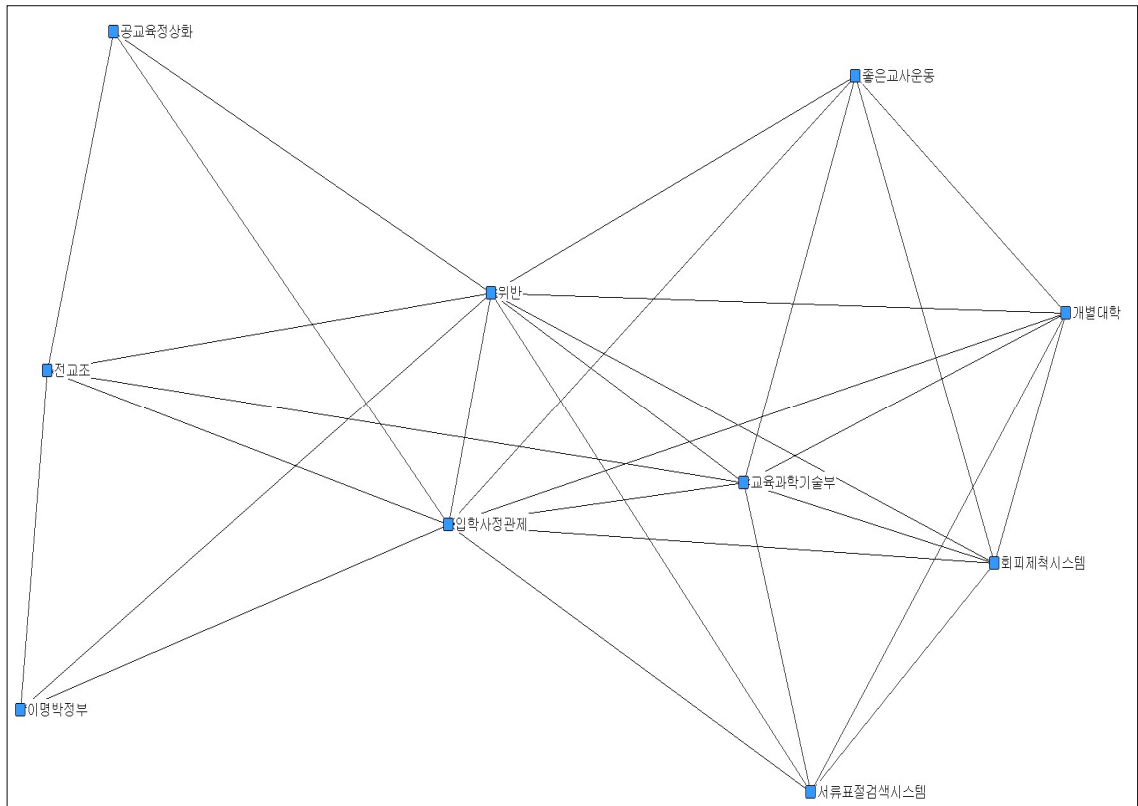 공교육정상화
좋은교사운동
위반
개별대학
전교조
교육과학기술부
입학사정관제
회피제척시스템
이명박정부
서류표절검색시스템